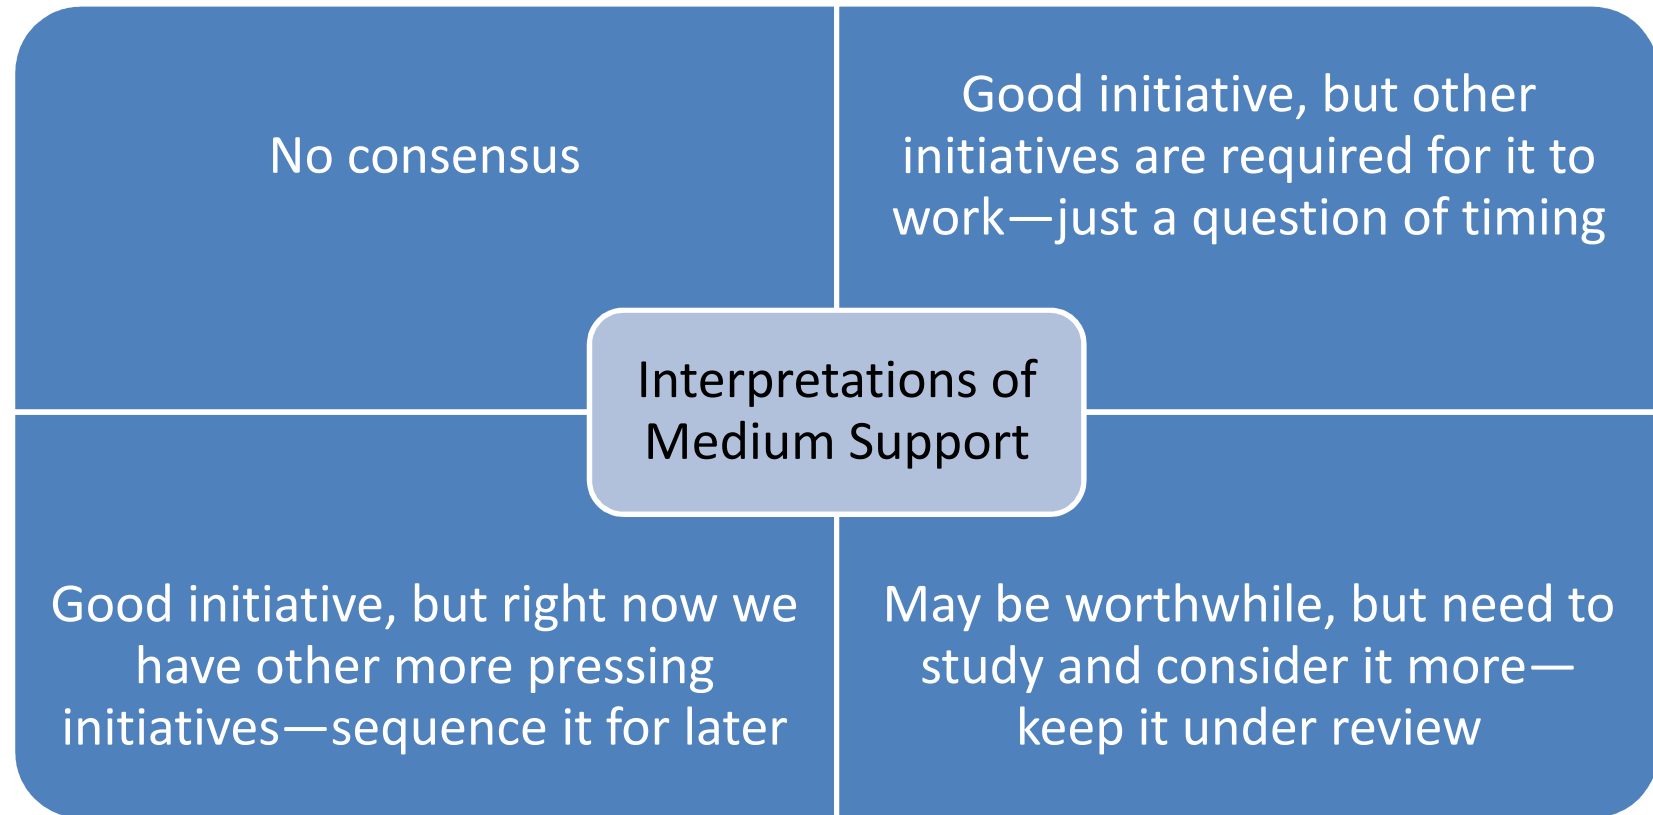 No consensus
Good initiative, but other
initiatives are required for it to
work—just a question of timing
Interpretations of
Medium Support
Good initiative, but right now we
have other more pressing
initiatives—sequence it for later
May be worthwhile, but need to
study and consider it more—
keep it under review